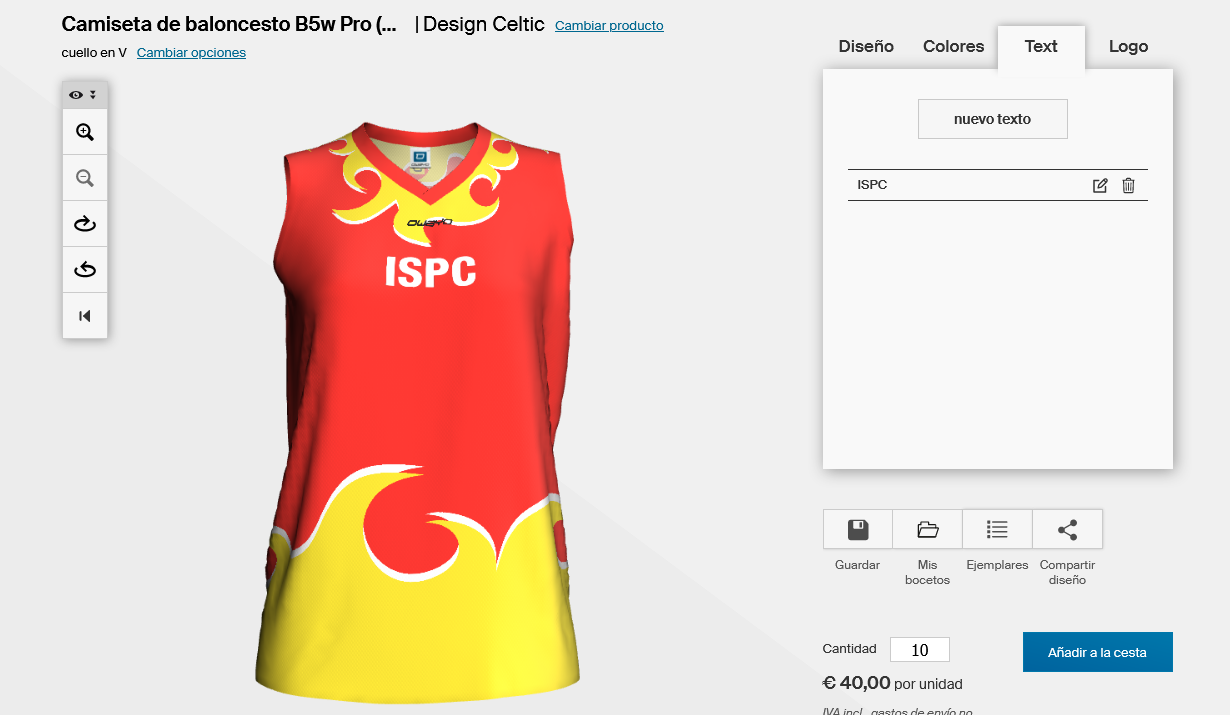 Camiseta de baloncesto B5w Pro (... | Design Celtic Cambiar producto
cuello en V Cambiar opciones
Diseño Colores Text Logo
nuevo texto
ISPC
owayo
ISPC
Guardar Mis bocetos Ejemplares Compartir diseño
Cantidad 10
Añadir a la cesta
€ 40,00 por unidad
IVA incl., gastos de envío no